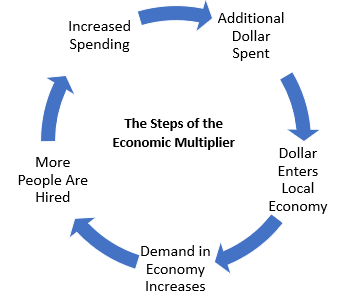 The Steps of the
Economic Multiplier
Increased
Spending
Additional
Dollar
Spent
Dollar
Enters
Local
Economy
Demand in
Economy
Increases
More
People Are
Hired